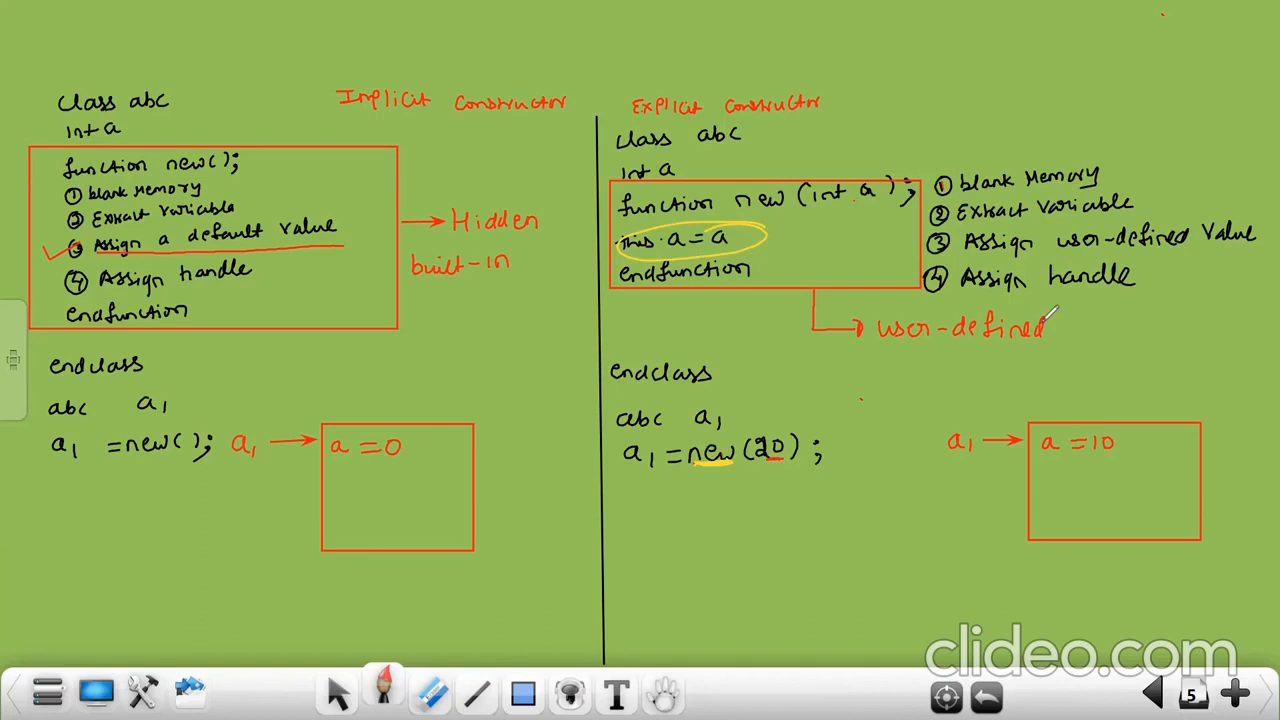 Implicit constructor
Class abc
int a
function new();
① blank Memory
② Extract variable
③ Assign a default value
④ Assign handle
endfunction
Hidden
built-in
endclass
abc a1
a1 =new();
a1
a =0
Explicit constructor
class abc
int a
function new (int a);
this.a=a
endfunction
① blank Memory
② Extract variable
③ Assign user-defined value
④ Assign handle
user-defined
endclass
abc a1
a1 =new(20);
a1
a =10
clideo.com
T
5